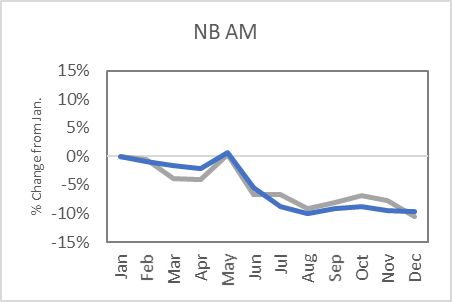 NB AM
% Change from Jan.
15%
10%
5%
0%
-5%
-10%
-15%
Jan
Feb
Mar
Apr
May
Jun
Jul
Aug
Sep
Oct
Nov
Dec